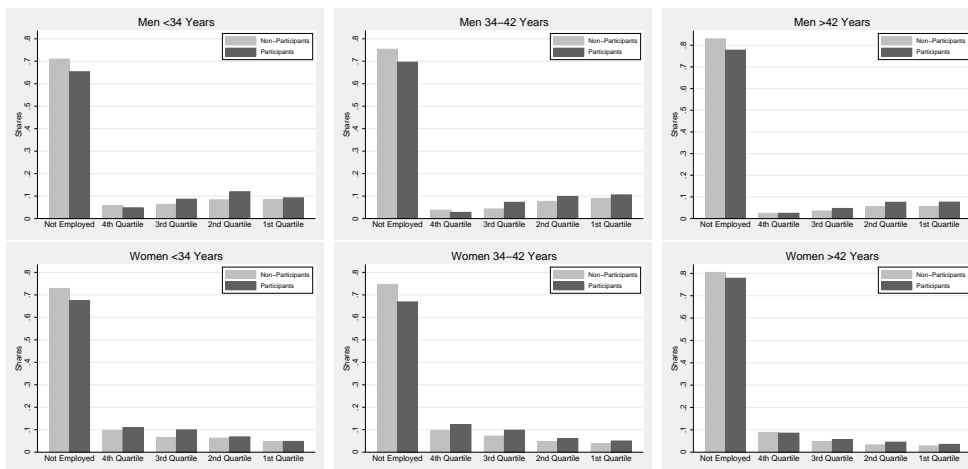 Men <34 Years
Non−Participants
Participants
Shares
0 .1 .2 .3 .4 .5 .6 .7 .8
Not Employed 4th Quartile 3rd Quartile 2nd Quartile 1st Quartile
Men 34−42 Years
Non−Participants
Participants
Shares
0 .1 .2 .3 .4 .5 .6 .7 .8
Not Employed 4th Quartile 3rd Quartile 2nd Quartile 1st Quartile
Men >42 Years
Non−Participants
Participants
Shares
0 .1 .2 .3 .4 .5 .6 .7 .8
Not Employed 4th Quartile 3rd Quartile 2nd Quartile 1st Quartile
Women <34 Years
Non−Participants
Participants
Shares
0 .1 .2 .3 .4 .5 .6 .7 .8
Not Employed 4th Quartile 3rd Quartile 2nd Quartile 1st Quartile
Women 34−42 Years
Non−Participants
Participants
Shares
0 .1 .2 .3 .4 .5 .6 .7 .8
Not Employed 4th Quartile 3rd Quartile 2nd Quartile 1st Quartile
Women >42 Years
Non−Participants
Participants
Shares
0 .1 .2 .3 .4 .5 .6 .7 .8
Not Employed 4th Quartile 3rd Quartile 2nd Quartile 1st Quartile